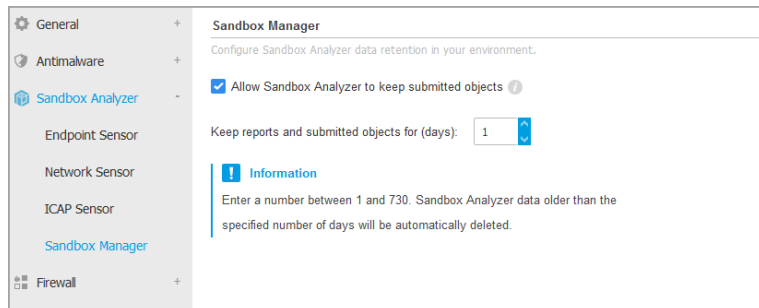 General +
Antimalware +
Sandbox Analyzer -
Endpoint Sensor
Network Sensor
ICAP Sensor
Sandbox Manager
Firewall +
Sandbox Manager
Configure Sandbox Analyzer data retention in your environment.
Allow Sandbox Analyzer to keep submitted objects i
Keep reports and submitted objects for (days): 1
! Information
Enter a number between 1 and 730. Sandbox Analyzer data older than the
specified number of days will be automatically deleted.